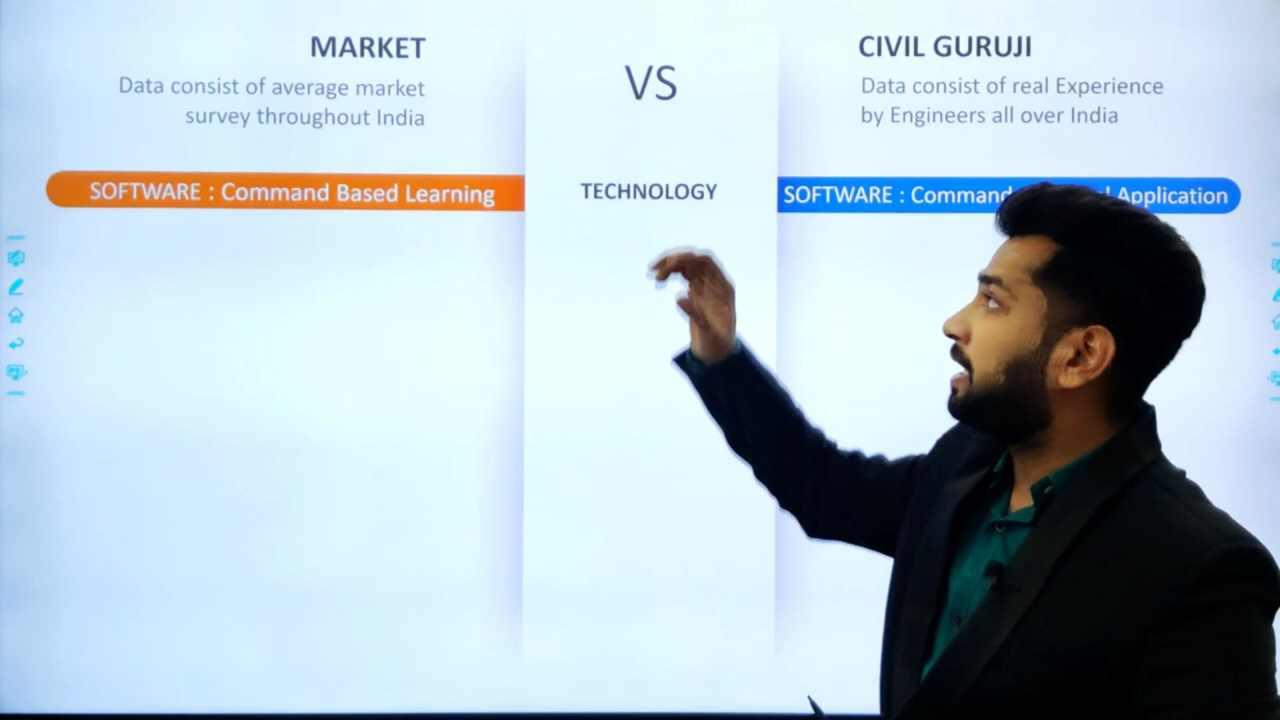 MARKET
Data consist of average market
survey throughout India
VS
CIVIL GURUJI
Data consist of real Experience
by Engineers all over India
SOFTWARE : Command Based Learning
TECHNOLOGY
SOFTWARE : Command Application